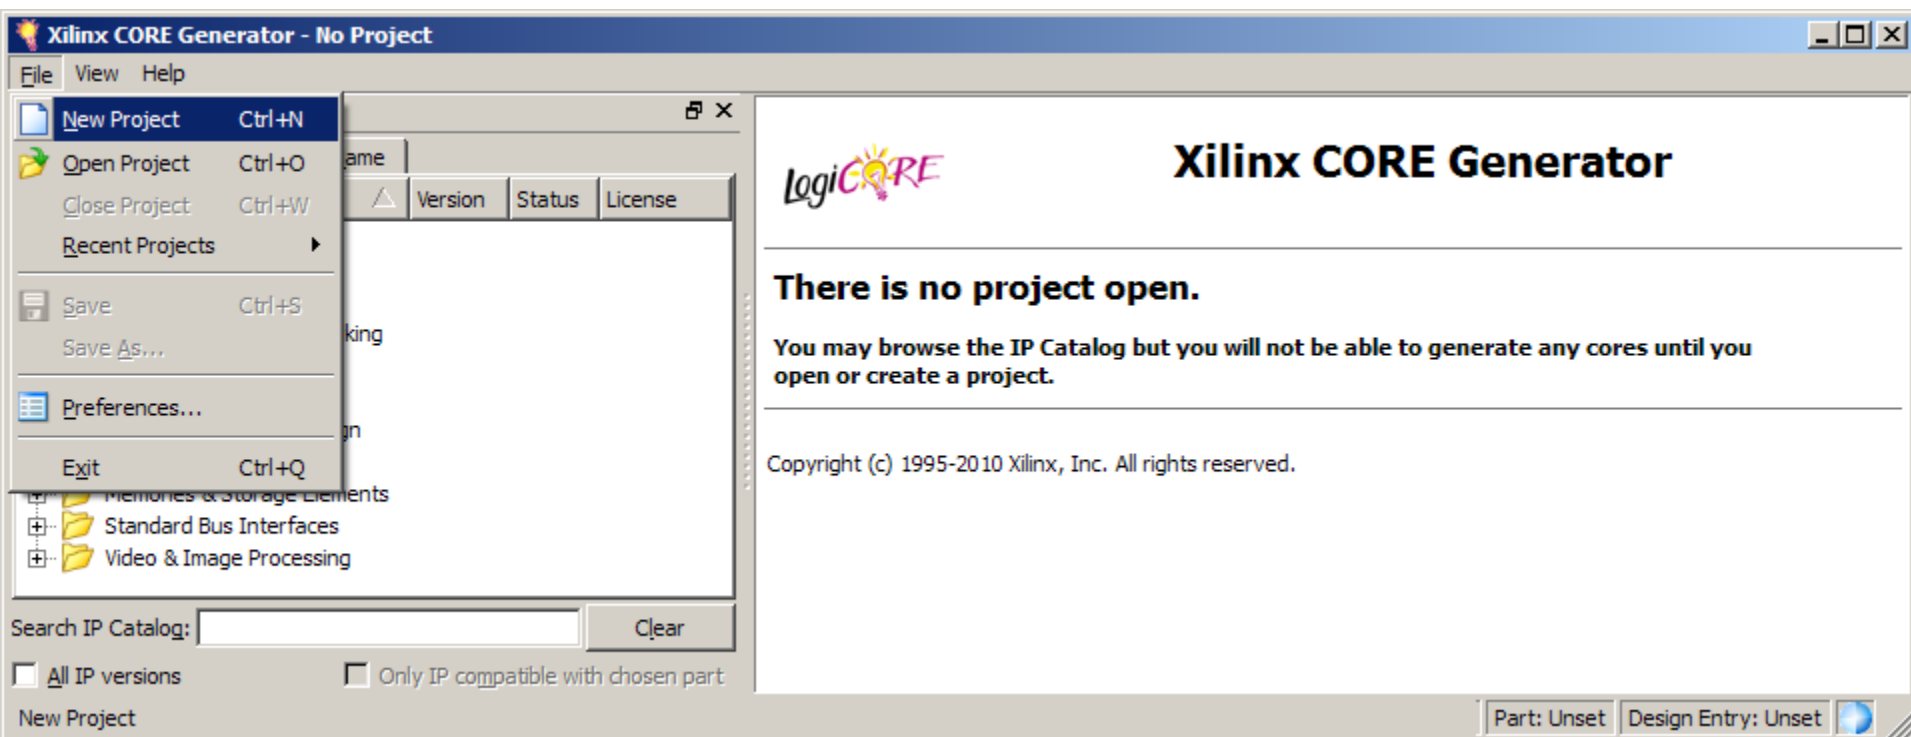 Xilinx CORE Generator - No Project
File View Help
New Project Ctrl+N
Open Project Ctrl+O
Close Project Ctrl+W
Recent Projects
Save Ctrl+S
Save As...
Preferences...
Exit Ctrl+Q
ame
Version Status License
king
gn
Memories & Storage Elements
Standard Bus Interfaces
Video & Image Processing
Search IP Catalog: Clear
All IP versions Only IP compatible with chosen part
LogiCORE
Xilinx CORE Generator
There is no project open.
You may browse the IP Catalog but you will not be able to generate any cores until you
open or create a project.
Copyright (c) 1995-2010 Xilinx, Inc. All rights reserved.
New Project Part: Unset Design Entry: Unset